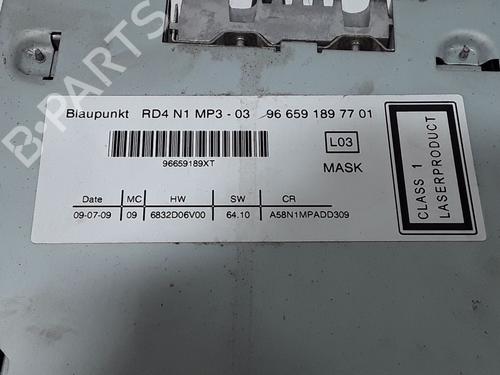 Blaupunkt RD4 N1 MP3 - 03 96 659 189 77 01
96659189XT
L03
MASK
CLASS 1
LASERPRODUCT
Date MC HW SW CR
09-07-09 09 6832D06V00 64.10 A58N1MPADD309
B-PARTS